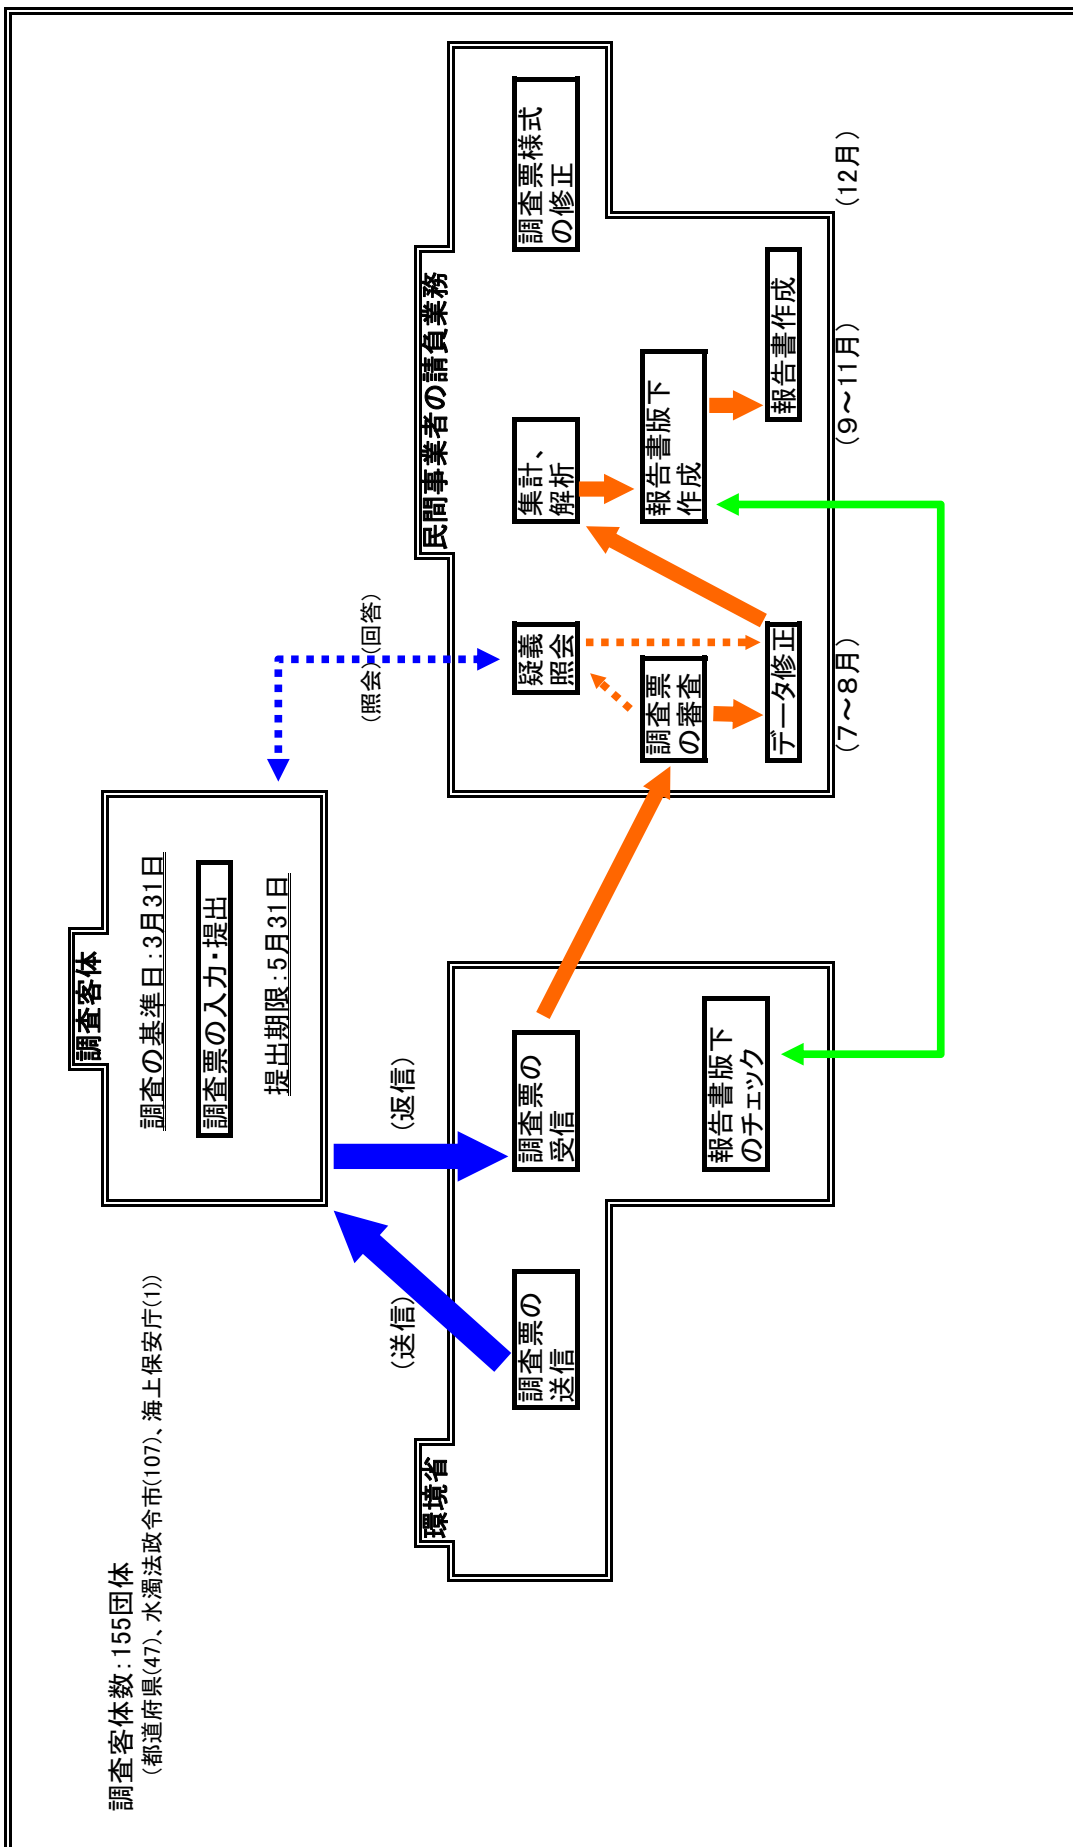 調査客体数:155団体
(都道府県(47)、水濁法政令市(107)、海上保安庁(1))
調査客体
調査の基準日:3月31日
調査票の入力・提出
提出期限:5月31日
(送信)
(返信)
(照会)(回答)
環境省
調査票の
送信
調査票の
受信
報告書版下
のチェック
民間事業者の請負業務
疑義
照会
調査票
の審査
データ修正
集計、
解析
報告書版下
作成
報告書作成
調査票様式
の修正
(7～8月)
(9～11月)
(12月)